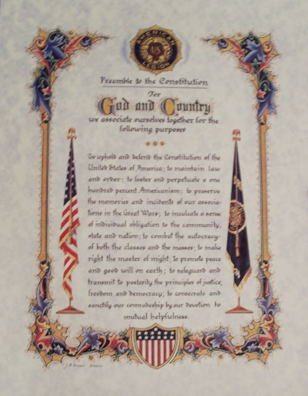 AMERICAN
US
LEGION
Preamble to the Constitution
For
God and Country
we associate ourselves together for the
following purposes
To uphold and defend the Constitution of the
United States of America; to maintain law
and order; to foster and perpetuate a one
hundred percent Americanism; to preserve
the memories and incidents of our associa-
tions in the Great Wars; to inculcate a sense
of individual obligation to the community,
state and nation; to combat the autocracy
of both the classes and the masses; to make
right the master of might; to promote peace
and good will on earth; to safeguard and
transmit to posterity the principles of justice,
freedom and democracy; to consecrate and
sanctify our comradeship by our devotion to
mutual helpfulness.